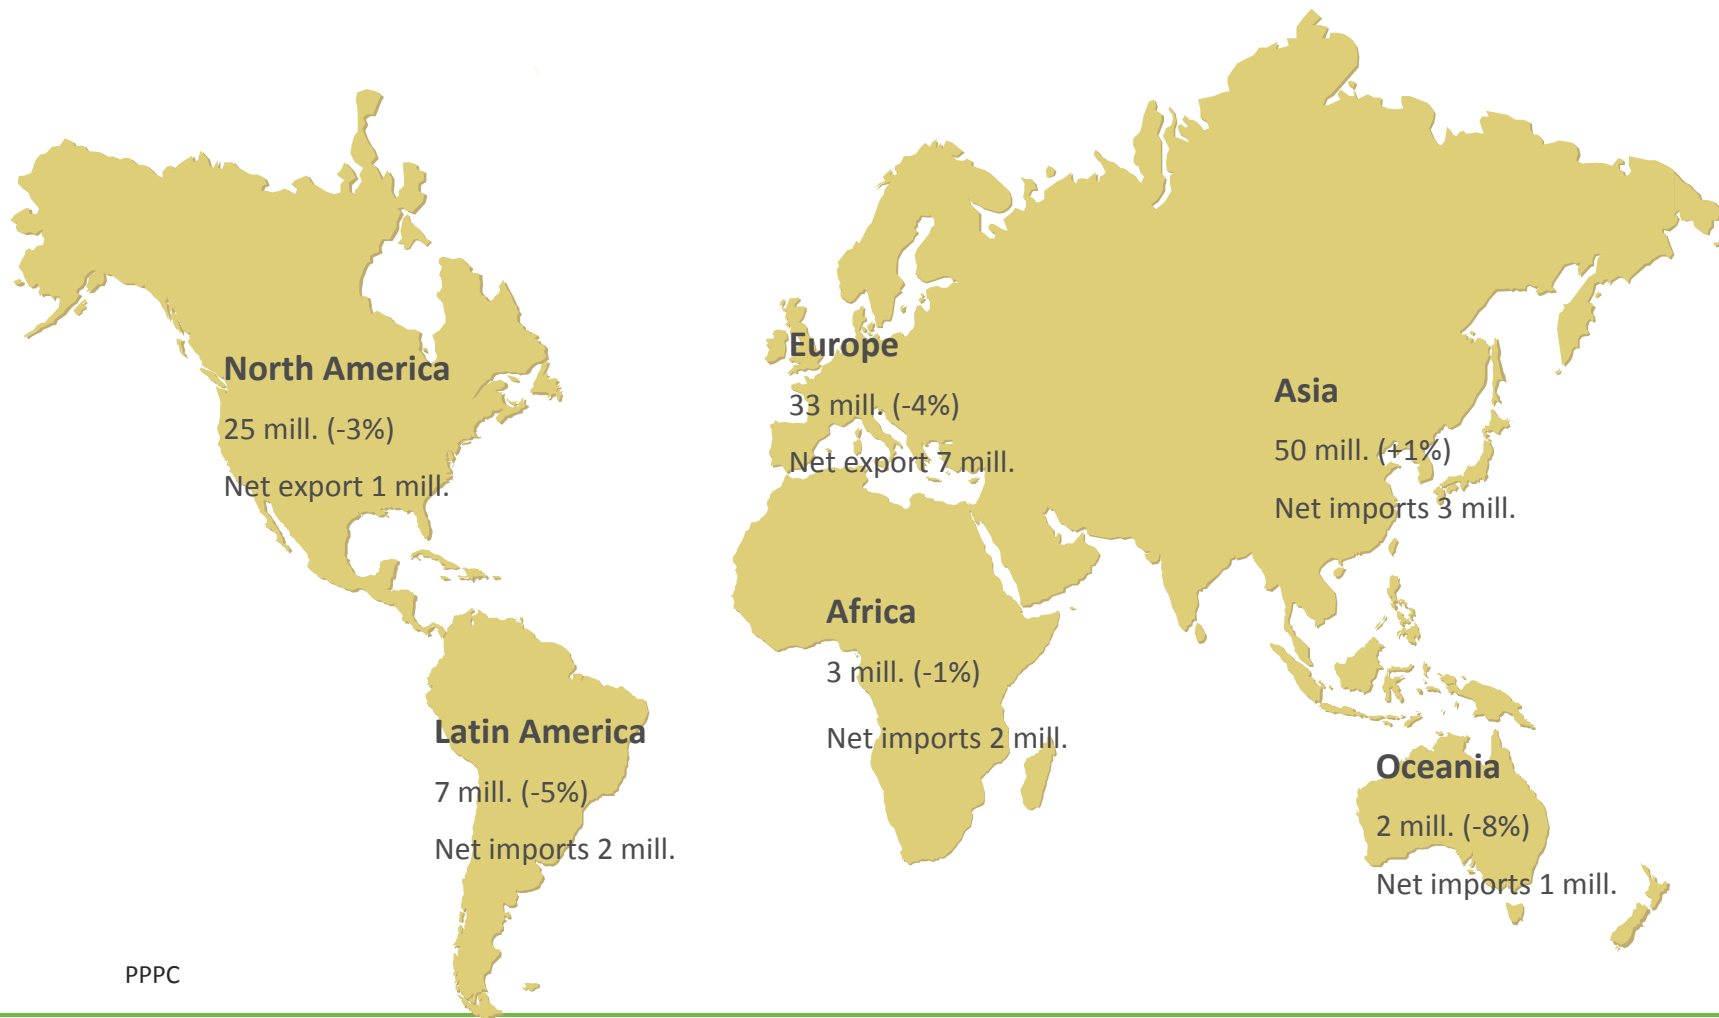 North America
25 mill. (-3%)
Net export 1 mill.
Europe
33 mill. (-4%)
Net export 7 mill.
Asia
50 mill. (+1%)
Net imports 3 mill.
Africa
3 mill. (-1%)
Net imports 2 mill.
Latin America
7 mill. (-5%)
Net imports 2 mill.
Oceania
2 mill. (-8%)
Net imports 1 mill.
PPPC